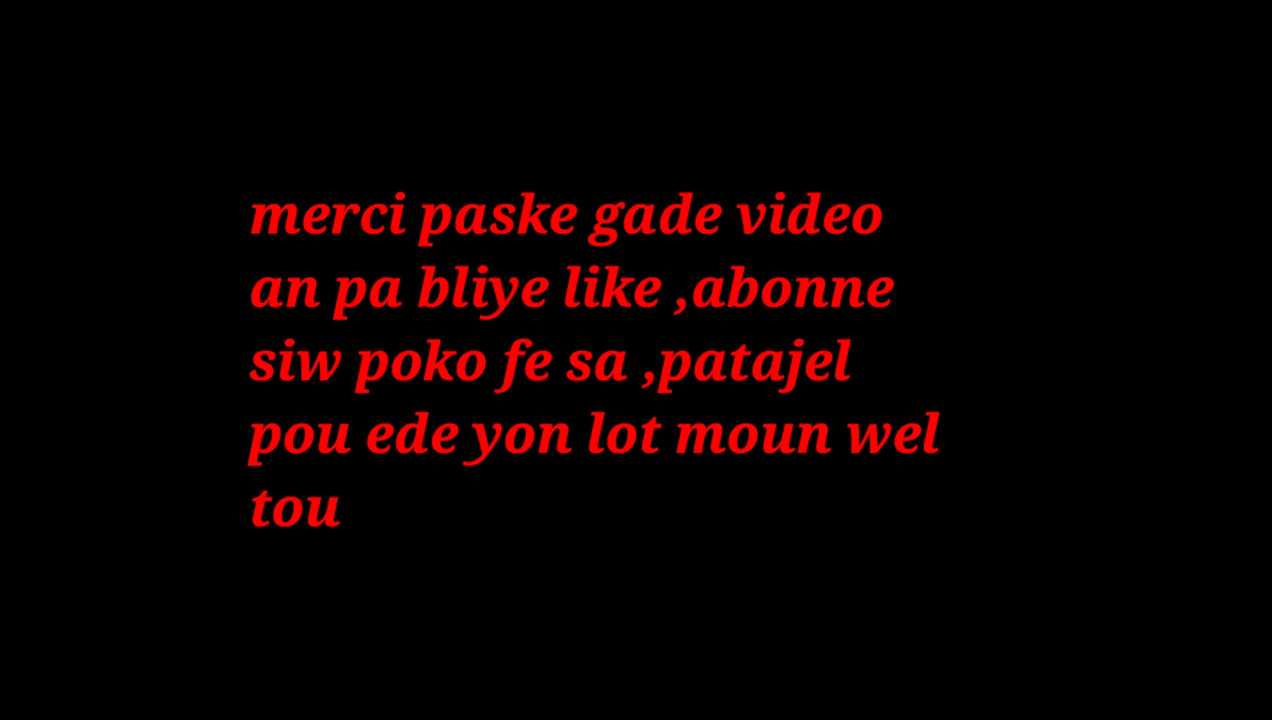 merci paske gade video
an pa bliye like ,abonne
siw poko fe sa ,patajel
pou ede yon lot moun wel
tou